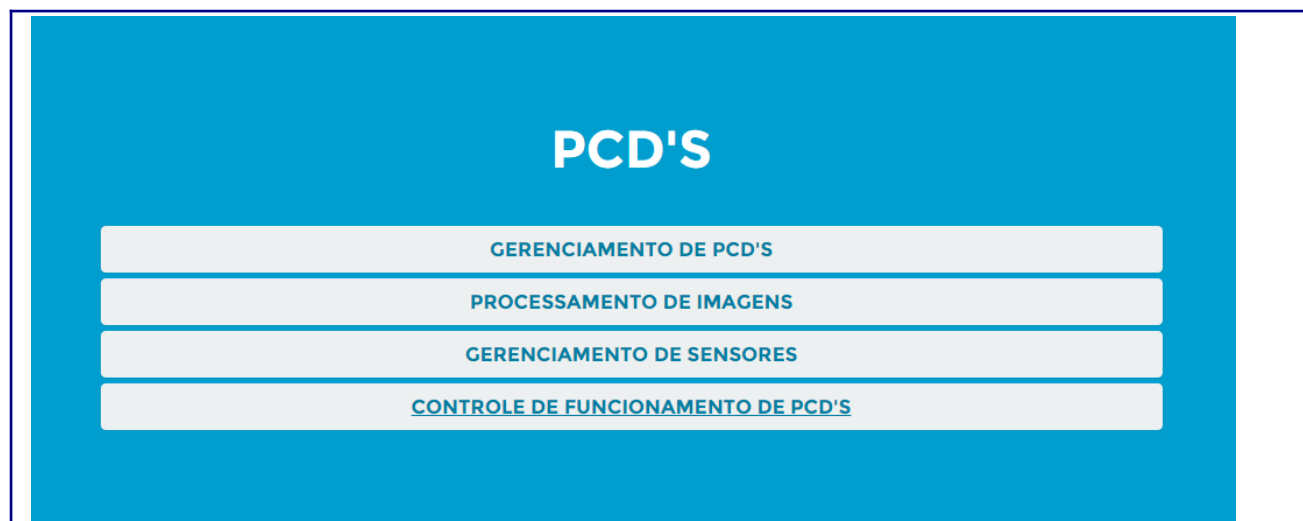 PCD'S
GERENCIAMENTO DE PCD'S
PROCESSAMENTO DE IMAGENS
GERENCIAMENTO DE SENSORES
CONTROLE DE FUNCIONAMENTO DE PCD'S